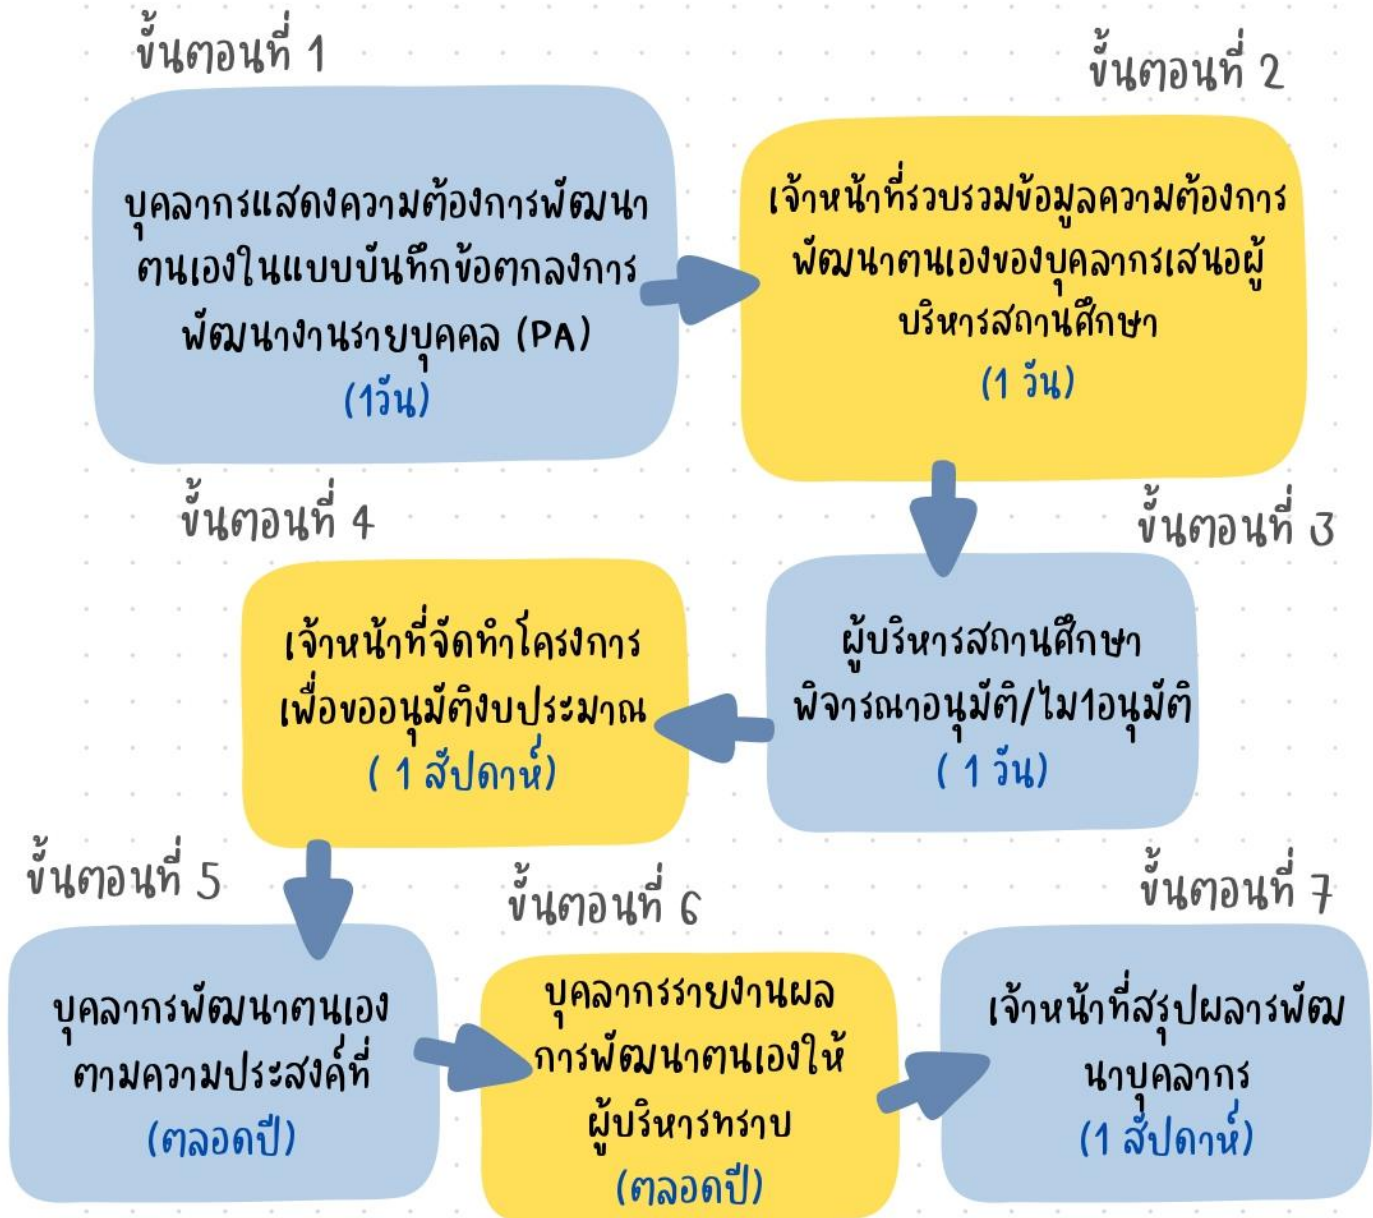 ขั้นตอนที่ 1
บุคลากรแสดงความต้องการพัฒนา
ตนเองในแบบบันทึกข้อตกลงการ
พัฒนางานรายบุคคล (PA)
(1วัน)
ขั้นตอนที่ 2
เจ้าหน้าที่รวบรวมข้อมูลความต้องการ
พัฒนาตนเองของบุคลากรเสนอผู้
บริหารสถานศึกษา
(1 วัน)
ขั้นตอนที่ 3
ผู้บริหารสถานศึกษา
พิจารณาอนุมัติ/ไม1อนุมัติ
( 1 วัน)
ขั้นตอนที่ 4
เจ้าหน้าที่จัดทำโครงการ
เพื่อขออนุมัติงบประมาณ
( 1 สัปดาห์)
ขั้นตอนที่ 5
บุคลากรพัฒนาตนเอง
ตามความประสงค์ที่
(ตลอดปี)
ขั้นตอนที่ 6
บุคลากรรายงานผล
การพัฒนาตนเองให้
ผู้บริหารทราบ
(ตลอดปี)
ขั้นตอนที่ 7
เจ้าหน้าที่สรุปผลารพัฒ
นาบุคลากร
(1 สัปดาห์)